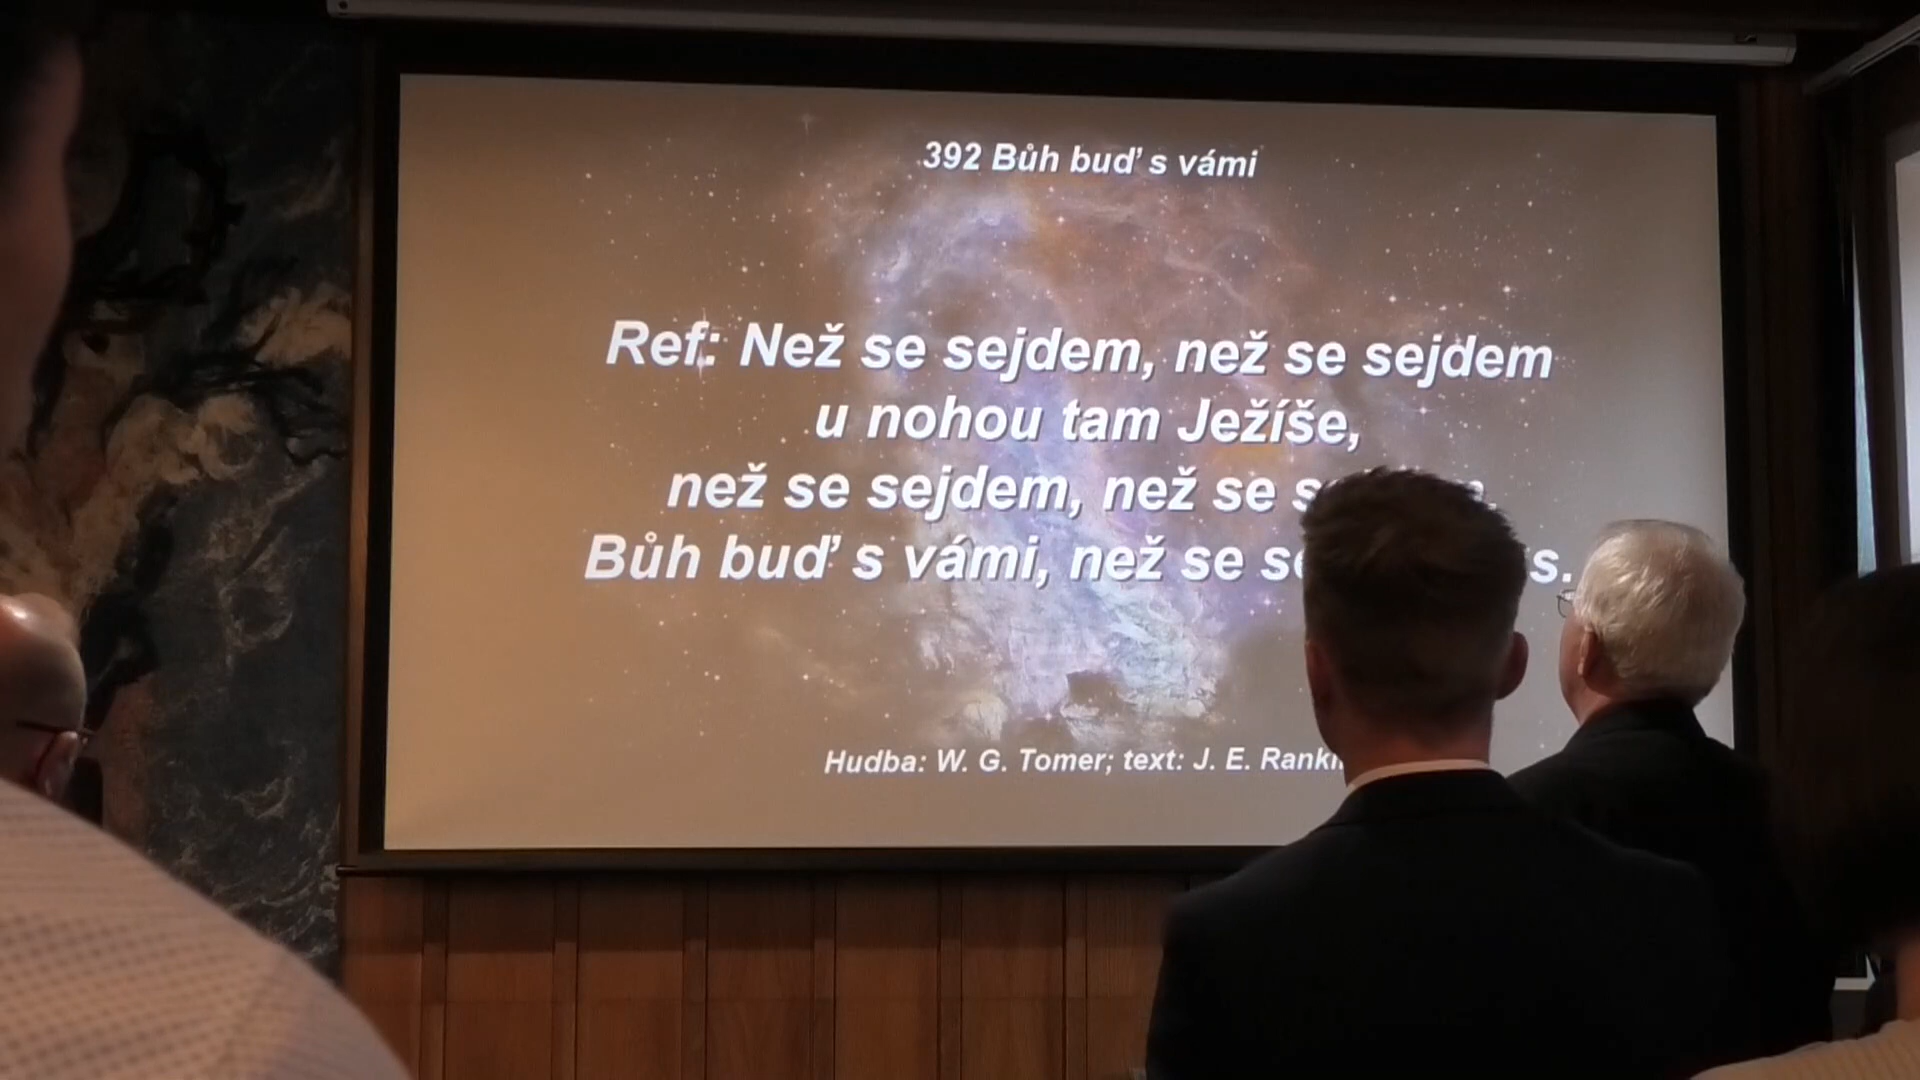 392 Bůh buď s vámi
Ref: Než se sejdem, než se sejdem
u nohou tam Ježíše,
než se sejdem, než se
Bůh buď s vámi, než se
Hudba: W. G. Tomer; text: J. E.